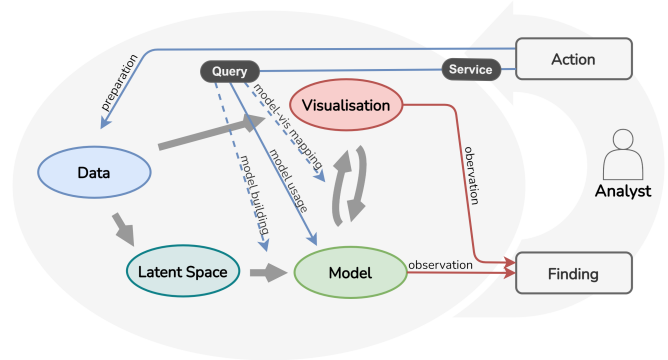 Action
preparation
Query
Service
model-vis mapping
Visualisation
Data
model building
model usage
obervation
Analyst
Latent Space
Model
observation
Finding